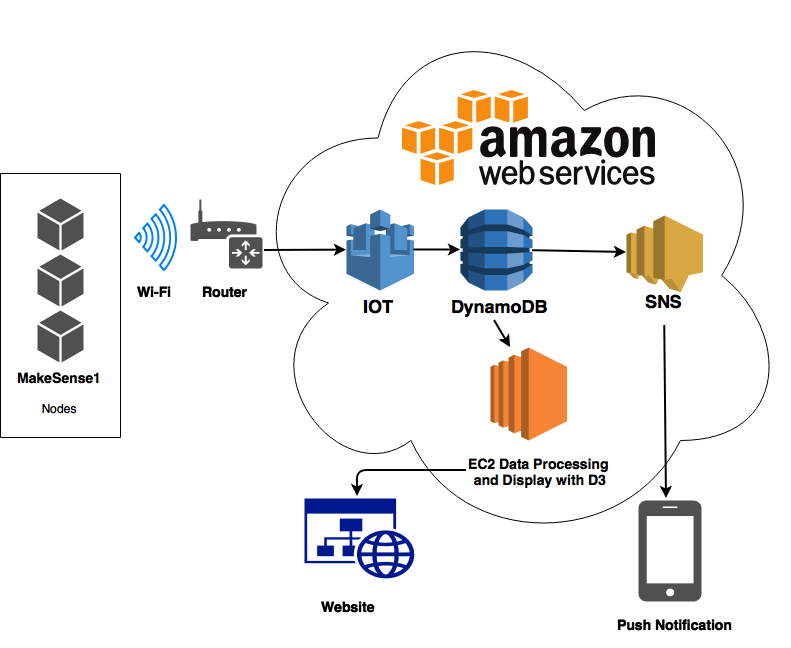 amazon
web services
Wi-Fi
Router
IOT
DynamoDB
SNS
MakeSense1
Nodes
EC2 Data Processing
and Display with D3
Website
Push Notification